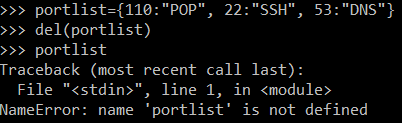 >>> portlist={110:"POP", 22:"SSH", 53:"DNS"}
>>> del(portlist)
>>> portlist
Traceback (most recent call last):
  File "<stdin>", line 1, in <module>
NameError: name 'portlist' is not defined